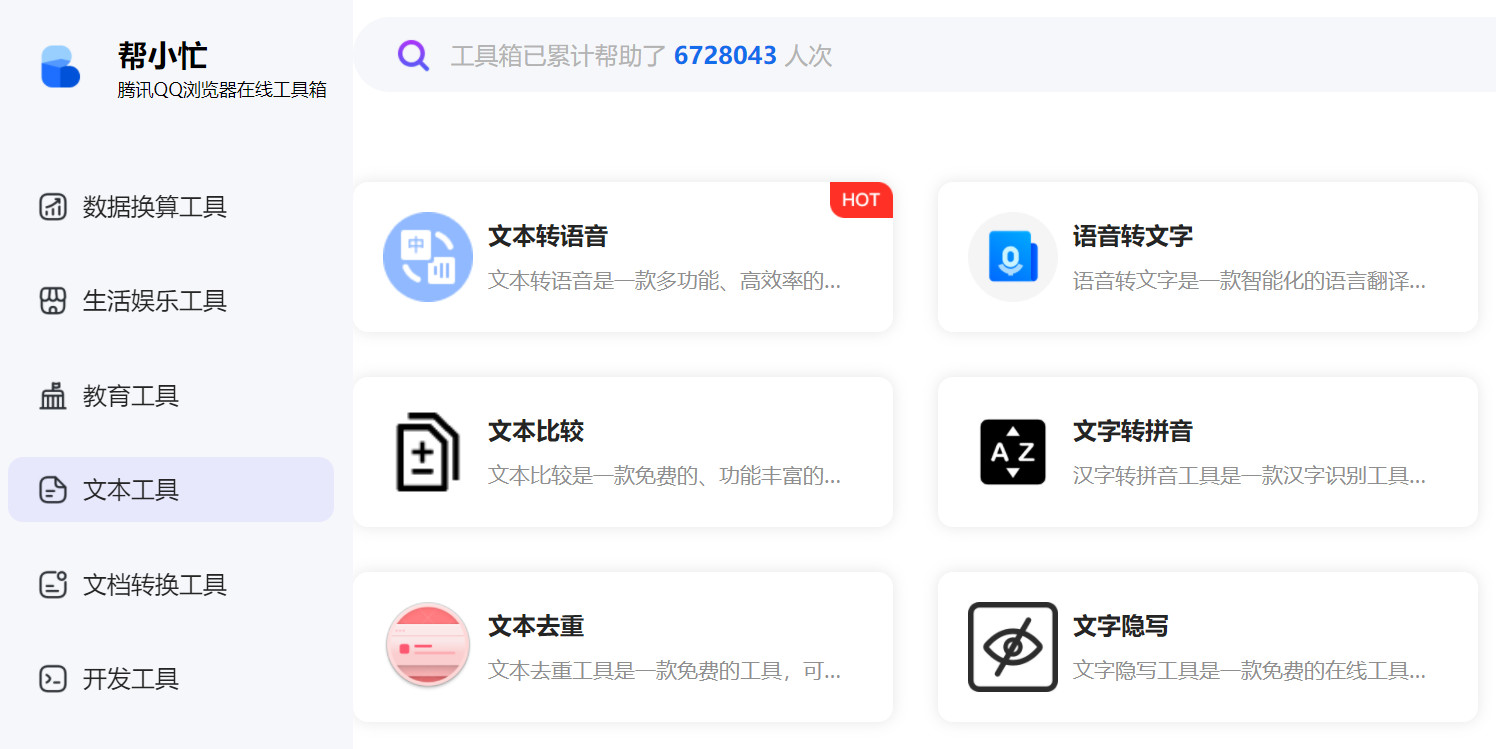 帮小忙
腾讯QQ浏览器在线工具箱
工具箱已累计帮助了 6728043 人次
数据换算工具
生活娱乐工具
教育工具
文本工具
文档转换工具
开发工具
HOT
中
文本转语音
文本转语音是一款多功能、高效率的...
语音转文字
语音转文字是一款智能化的语言翻译...
文本比较
文本比较是一款免费的、功能丰富的...
A Z
文字转拼音
汉字转拼音工具是一款汉字识别工具...
文本去重
文本去重工具是一款免费的工具，可...
文字隐写
文字隐写工具是一款免费的在线工具...